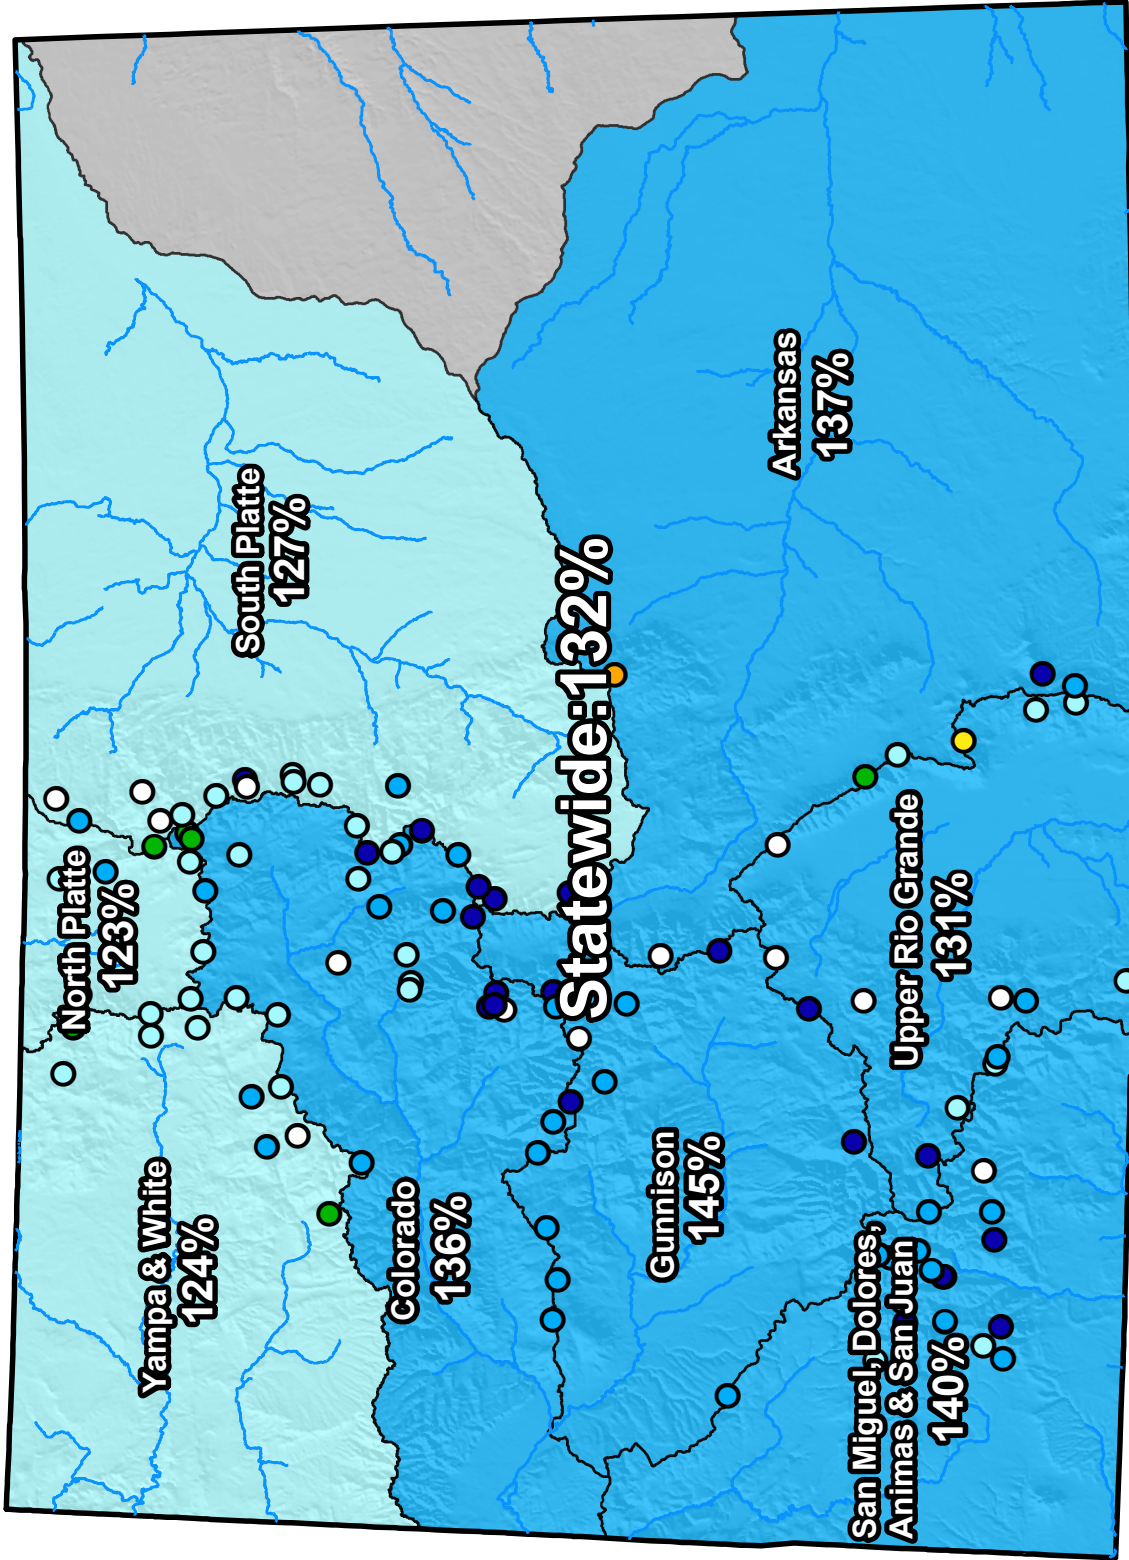 North Platte
123%
South Platte
127%
Yampa & White
124%
Colorado
136%
Statewide:132%
Gunnison
145%
Arkansas
137%
Upper Rio Grande
131%
San Miguel, Dolores,
Animas & San Juan
140%